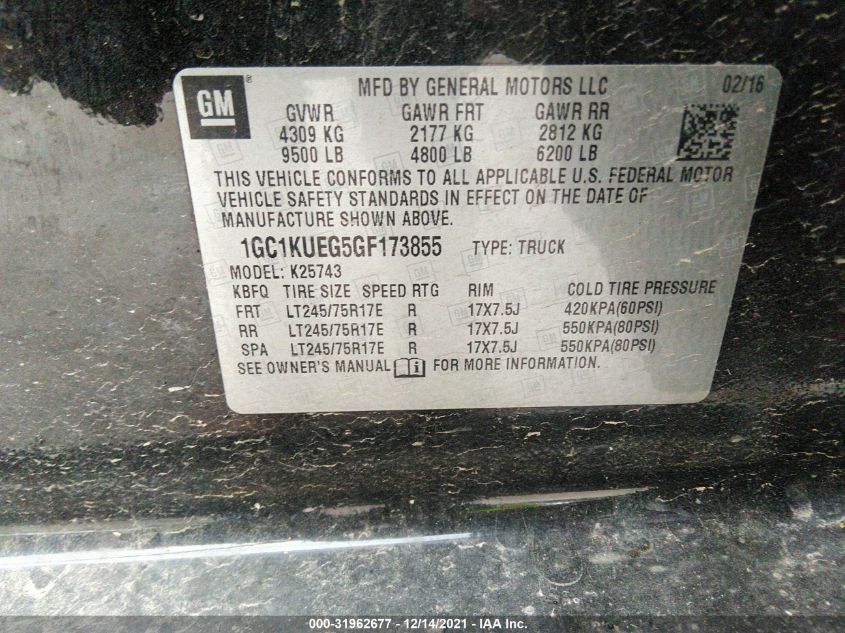 GM ® MFD BY GENERAL MOTORS LLC 02/16
GVWR GAWR FRT GAWR RR
4309 KG 2177 KG 2812 KG
9500 LB 4800 LB 6200 LB
THIS VEHICLE CONFORMS TO ALL APPLICABLE U.S. FEDERAL MOTOR
VEHICLE SAFETY STANDARDS IN EFFECT ON THE DATE OF
MANUFACTURE SHOWN ABOVE.
1GC1KUEG5GF173855 TYPE: TRUCK
MODEL: K25743
KBFQ TIRE SIZE SPEED RTG RIM COLD TIRE PRESSURE
FRT LT245/75R17E R 17X7.5J 420KPA(60PSI)
RR LT245/75R17E R 17X7.5J 550KPA(80PSI)
SPA LT245/75R17E R 17X7.5J 550KPA(80PSI)
SEE OWNER'S MANUAL FOR MORE INFORMATION.
000-31962677 - 12/14/2021 - IAA Inc.